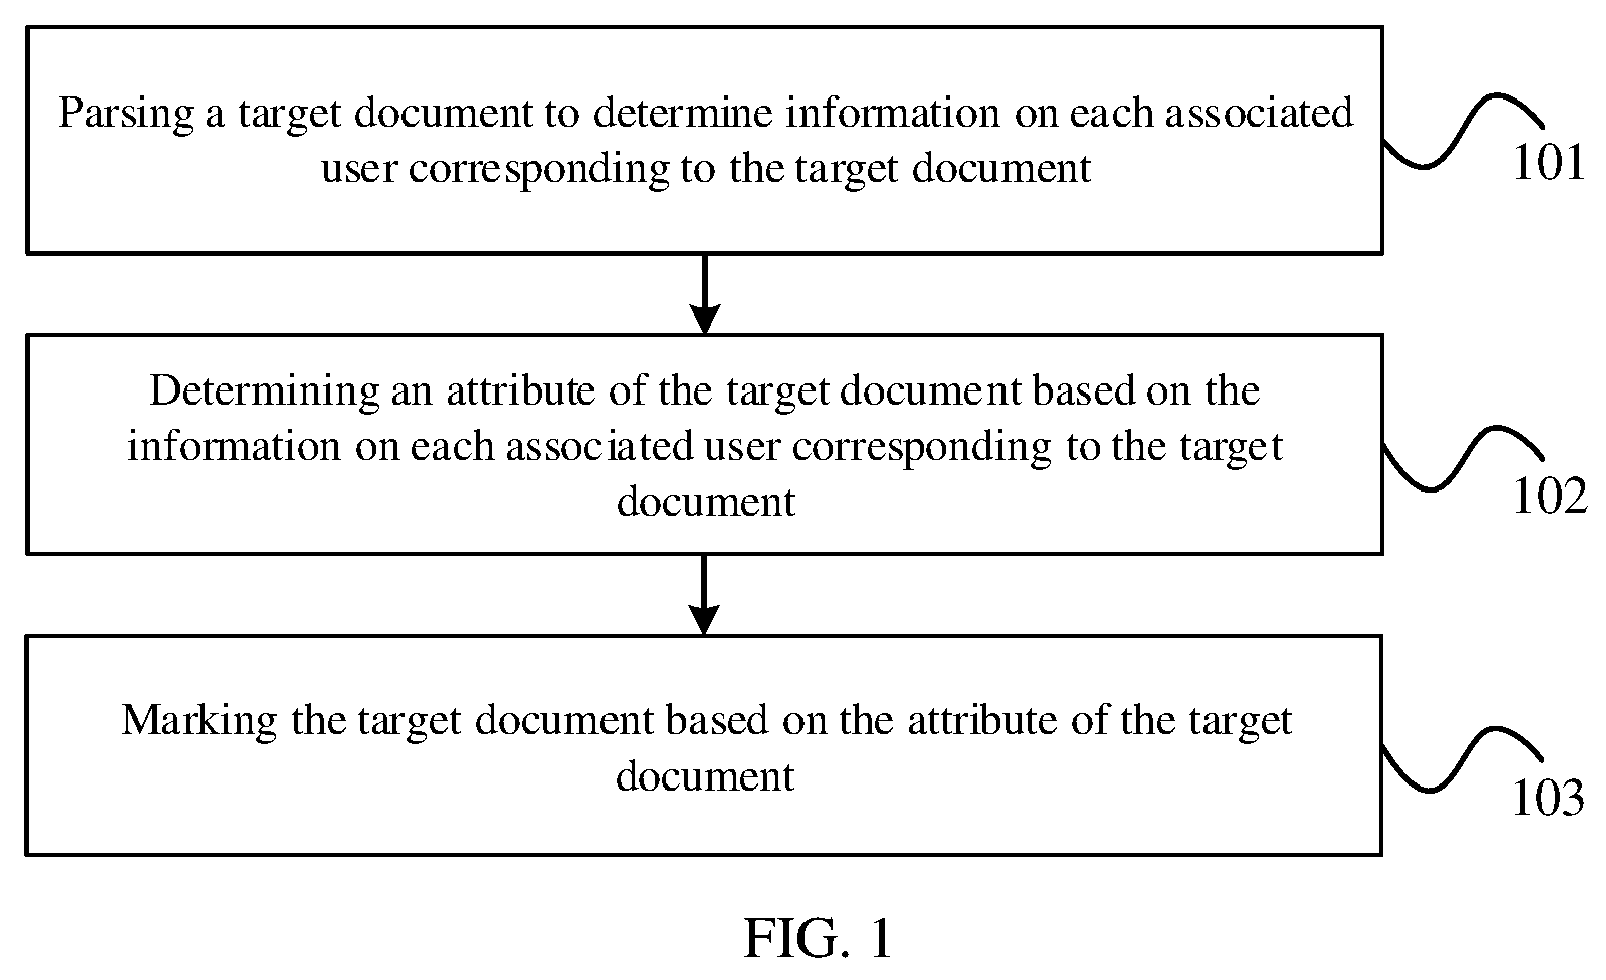 Parsing a target document to determine information on each associated
user corresponding to the target document
101
Determining an attribute of the target document based on the
information on each associated user corresponding to the target
document
102
Marking the target document based on the attribute of the target
document
103
FIG. 1